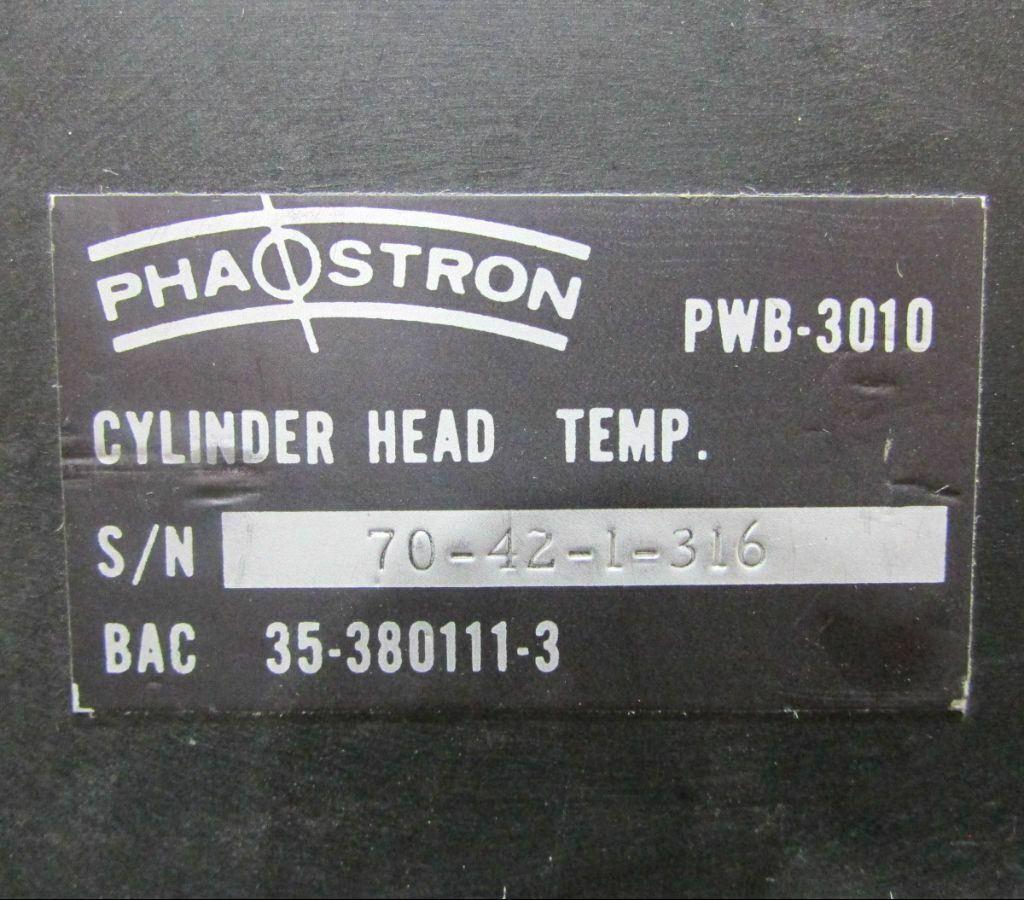 PHAOSTRON
PWB-3010
CYLINDER HEAD TEMP.
S/N 70-42-1-316
BAC 35-380111-3